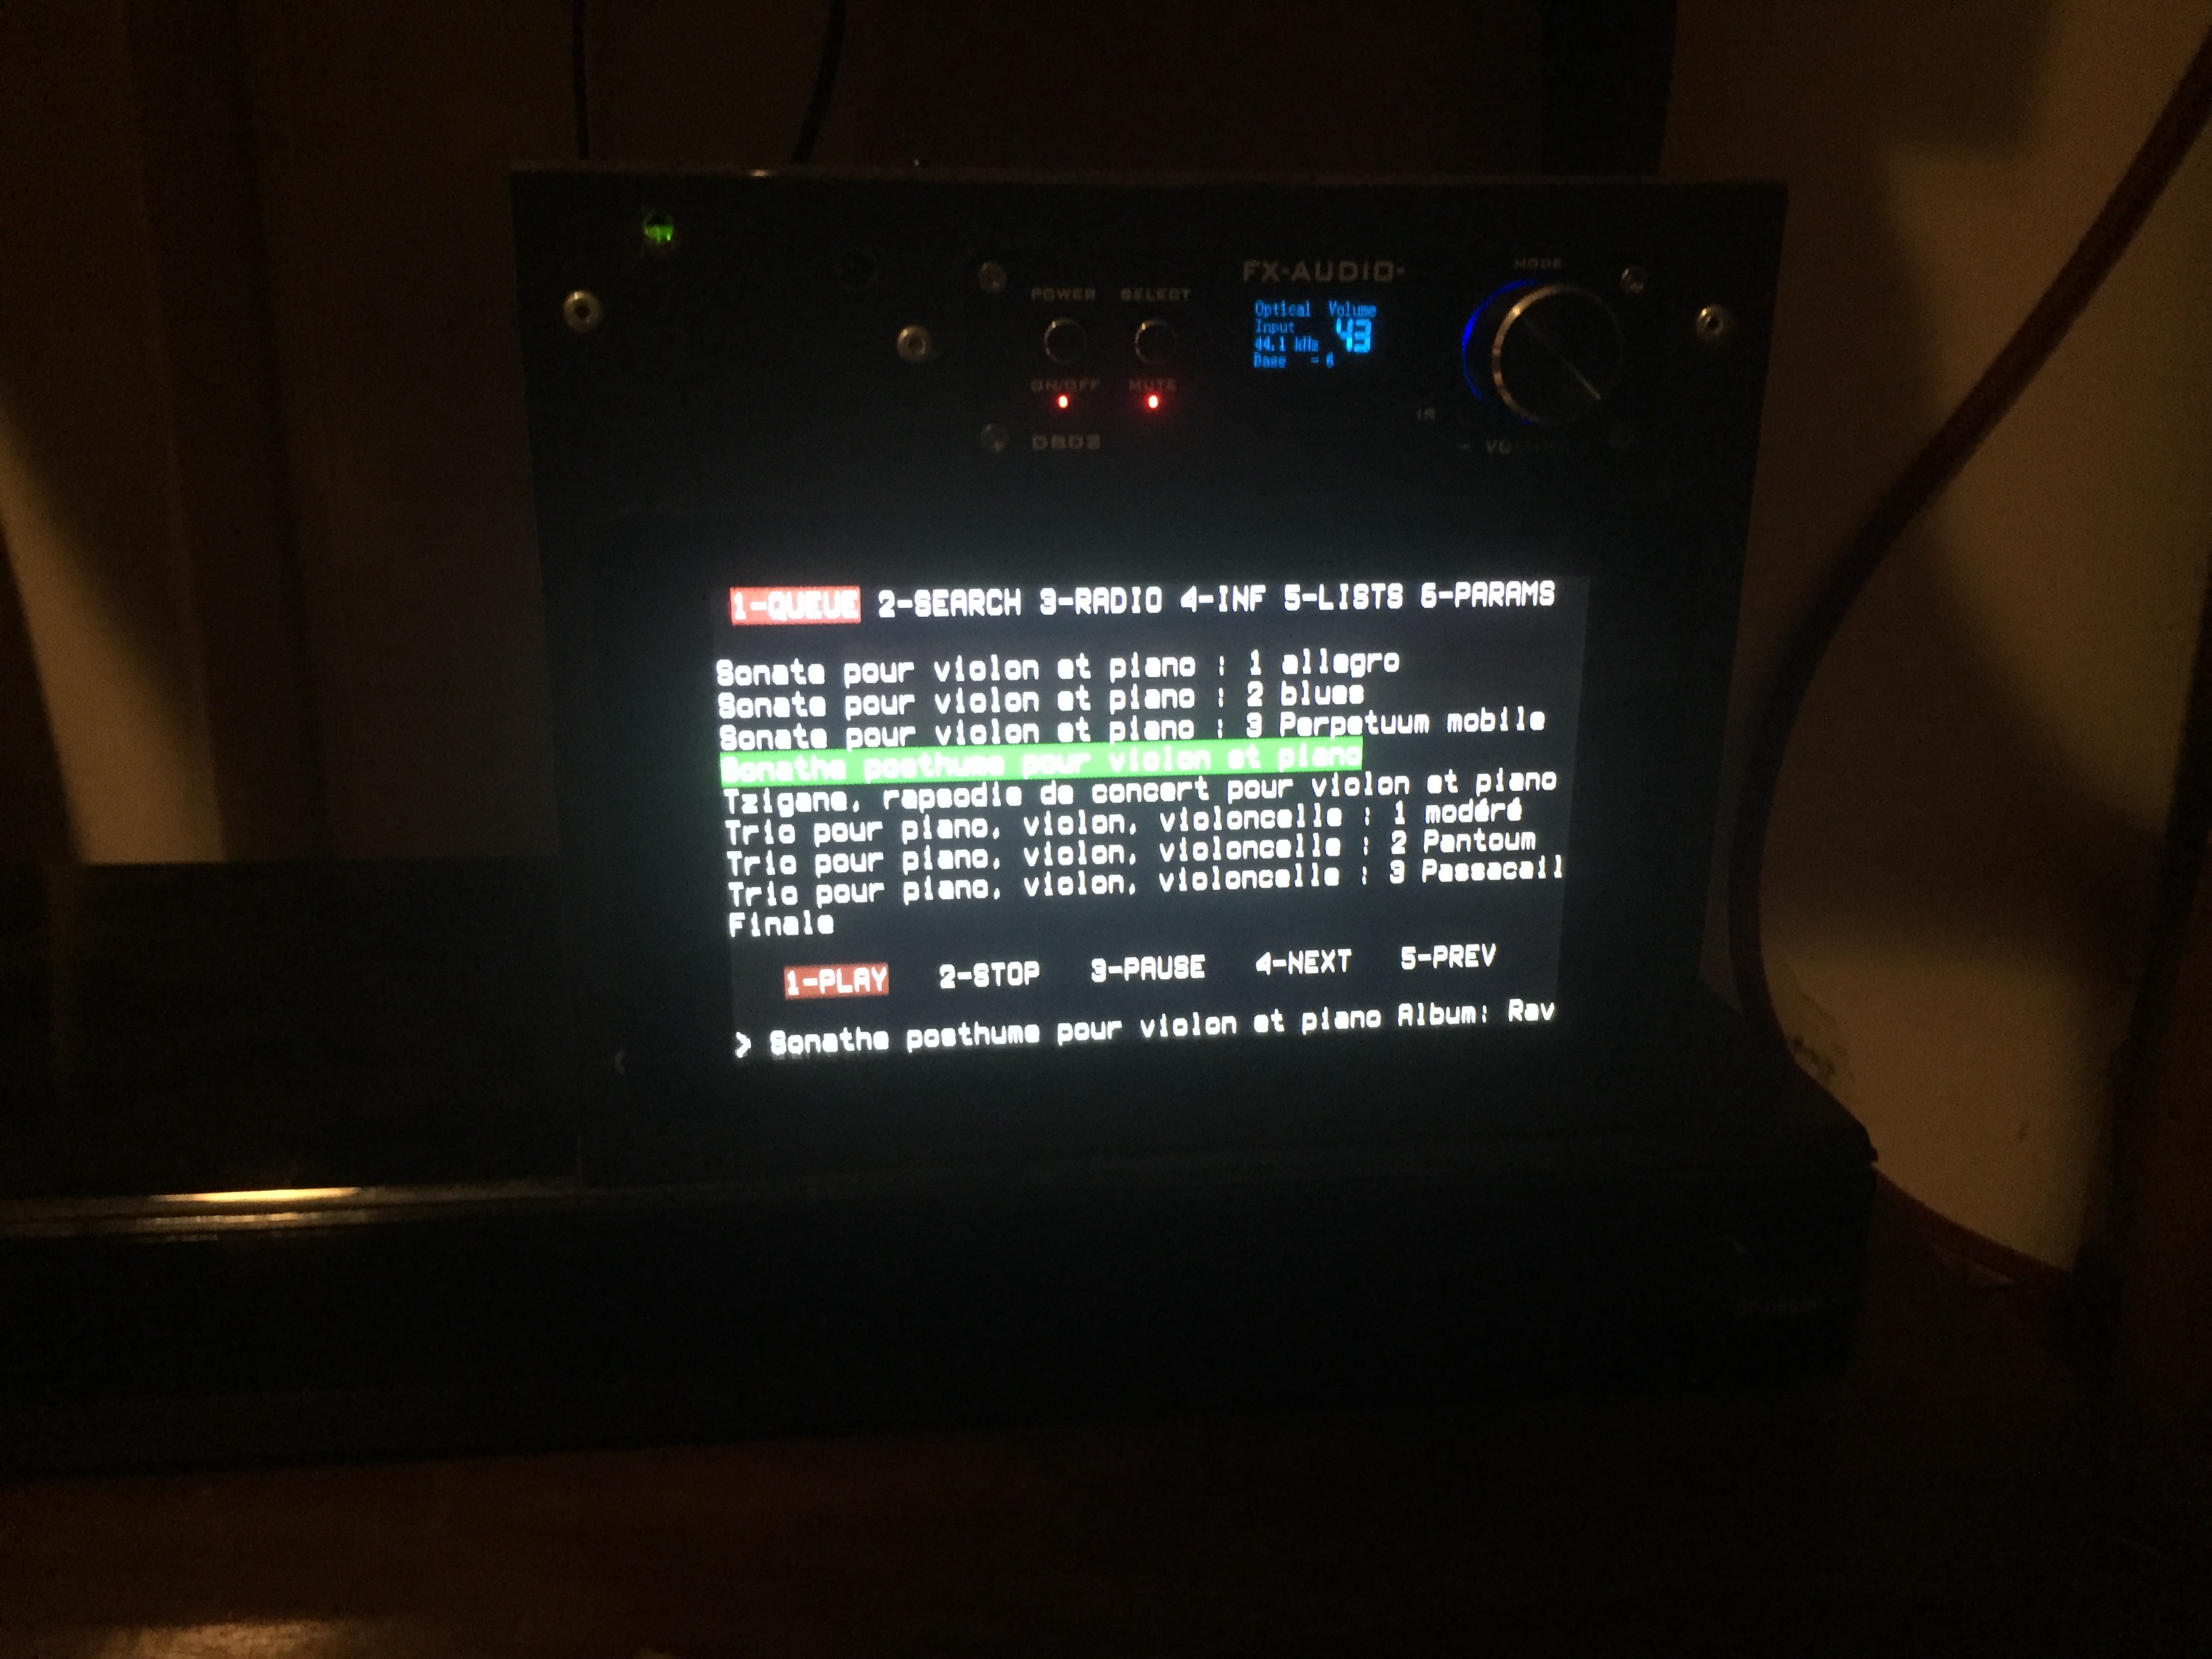 FX-AUDIO-
MODE
POWER SELECT
Optical Volume
Input 43
44.1 kHz
Bass = 6
ON/OFF MUTE
IR
D802
1-QUEUE 2-SEARCH 3-RADIO 4-INF 5-LISTS 6-PARAMS
Sonate pour violon et piano : 1 allegro
Sonate pour violon et piano : 2 blues
Sonate pour violon et piano : 3 Perpetuum mobile
Sonathe posthume pour violon et piano
Tzigane, rapsodie de concert pour violon et piano
Trio pour piano, violon, violoncelle : 1 modéré
Trio pour piano, violon, violoncelle : 2 Pantoum
Trio pour piano, violon, violoncelle : 3 Passacail
Finale
1-PLAY 2-STOP 3-PAUSE 4-NEXT 5-PREV
> Sonathe posthume pour violon et piano Album: Rav